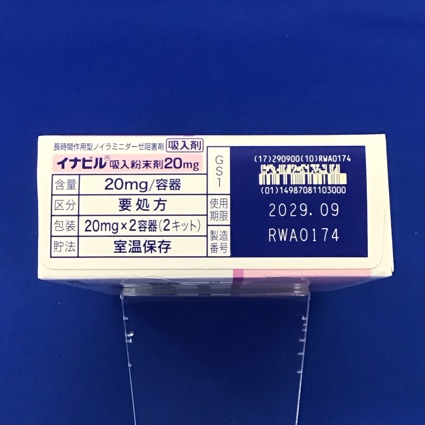 長時間作用型ノイラミニダーゼ阻害剤 吸入剤
イナビル®吸入粉末剤20mg
含量 20mg/容器
区分 要処方
包装 20mg×2容器(2キット)
貯法 室温保存
GS1
(17)290900(10)RWA0174
(01)14987081103000
使用期限 2029.09
製造番号 RWA0174